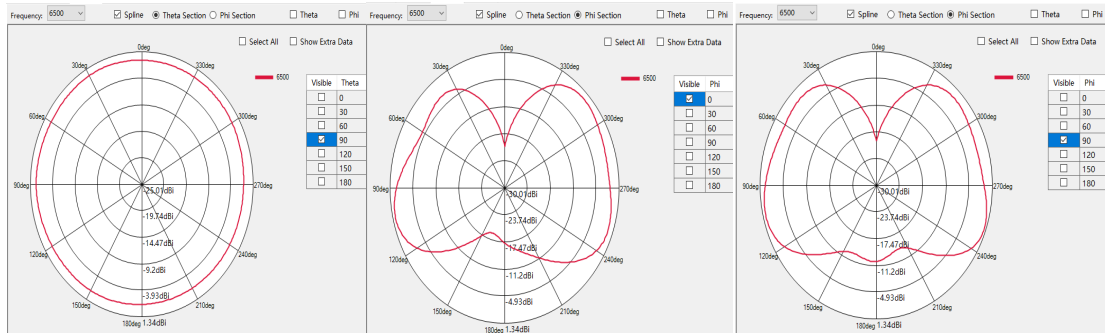 Frequency: 6500 Spline Theta Section Phi Section Theta Phi
Select All Show Extra Data
0deg
30deg 330deg
6500
Visible Theta
0
30
60
90
120
150
180
60deg 300deg
90deg 270deg
-25.01dBi
-19.74dBi
-14.47dBi
-9.2dBi
-3.93dBi
120deg 240deg
150deg 210deg
180deg 1.34dBi
Frequency: 6500 Spline Theta Section Phi Section Theta Phi
Select All Show Extra Data
0deg
30deg 330deg
6500
Visible Phi
0
30
60
90
120
150
180
60deg 300deg
90deg 270deg
-30.01dBi
-23.74dBi
-17.47dBi
-11.2dBi
-4.93dBi
120deg 240deg
150deg 210deg
180deg 1.34dBi
Frequency: 6500 Spline Theta Section Phi Section Theta Phi
Select All Show Extra Data
0deg
30deg 330deg
6500
Visible Phi
0
30
60
90
120
150
180
60deg 300deg
90deg 270deg
-30.01dBi
-23.74dBi
-17.47dBi
-11.2dBi
-4.93dBi
120deg 240deg
150deg 210deg
180deg 1.34dBi